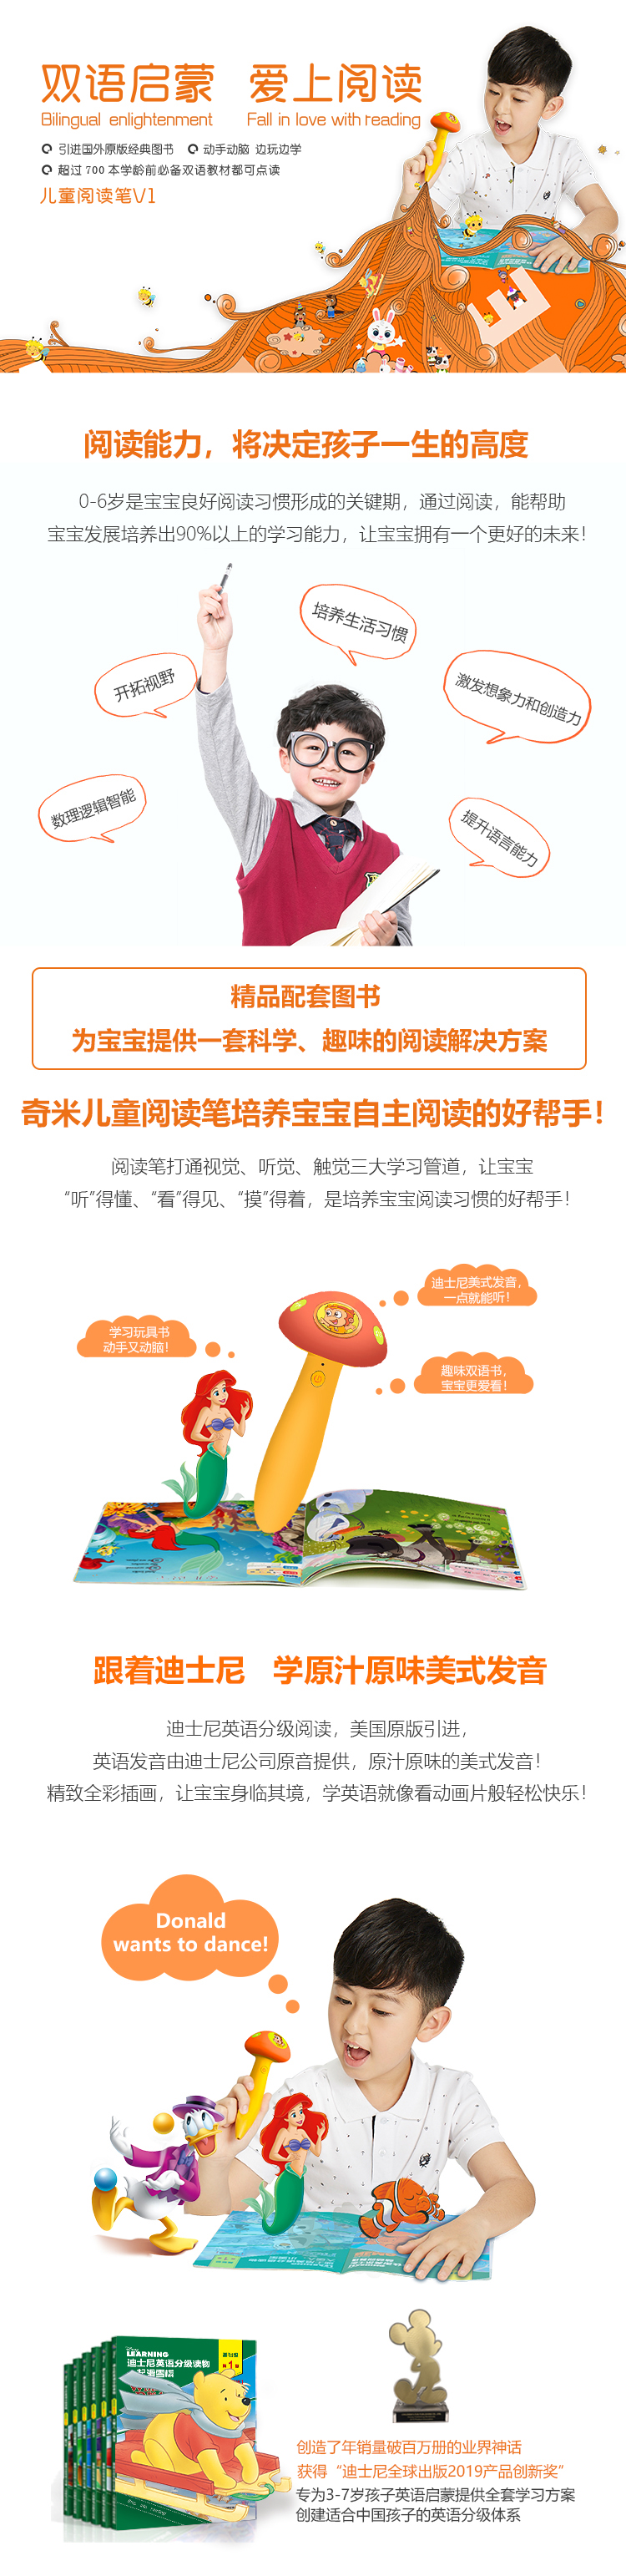 双语启蒙 爱上阅读
Bilingual enlightenment Fall in love with reading
引进国外原版经典图书 动手动脑 边玩边学
超过 700 本学龄前必备双语教材都可点读
儿童阅读笔V1
阅读能力，将决定孩子一生的高度
0-6岁是宝宝良好阅读习惯形成的关键期，通过阅读，能帮助
宝宝发展培养出90%以上的学习能力，让宝宝拥有一个更好的未来！
培养生活习惯
开拓视野
激发想象力和创造力
数理逻辑智能
提升语言能力
精品配套图书
为宝宝提供一套科学、趣味的阅读解决方案
奇米儿童阅读笔培养宝宝自主阅读的好帮手！
阅读笔打通视觉、听觉、触觉三大学习管道，让宝宝
“听”得懂、“看”得见、“摸”得着，是培养宝宝阅读习惯的好帮手！
迪士尼美式发音，
一点就能听！
学习玩具书
动手又动脑！
趣味双语书，
宝宝更爱看！
跟着迪士尼 学原汁原味美式发音
迪士尼英语分级阅读，美国原版引进，
英语发音由迪士尼公司原音提供，原汁原味的美式发音！
精致全彩插画，让宝宝身临其境，学英语就像看动画片般轻松快乐！
Donald
wants to dance!
LEARNING
迪士尼英语分级读物
创造了年销量破百万册的业界神话
获得“迪士尼全球出版2019产品创新奖”
专为3-7岁孩子英语启蒙提供全套学习方案
创建适合中国孩子的英语分级体系